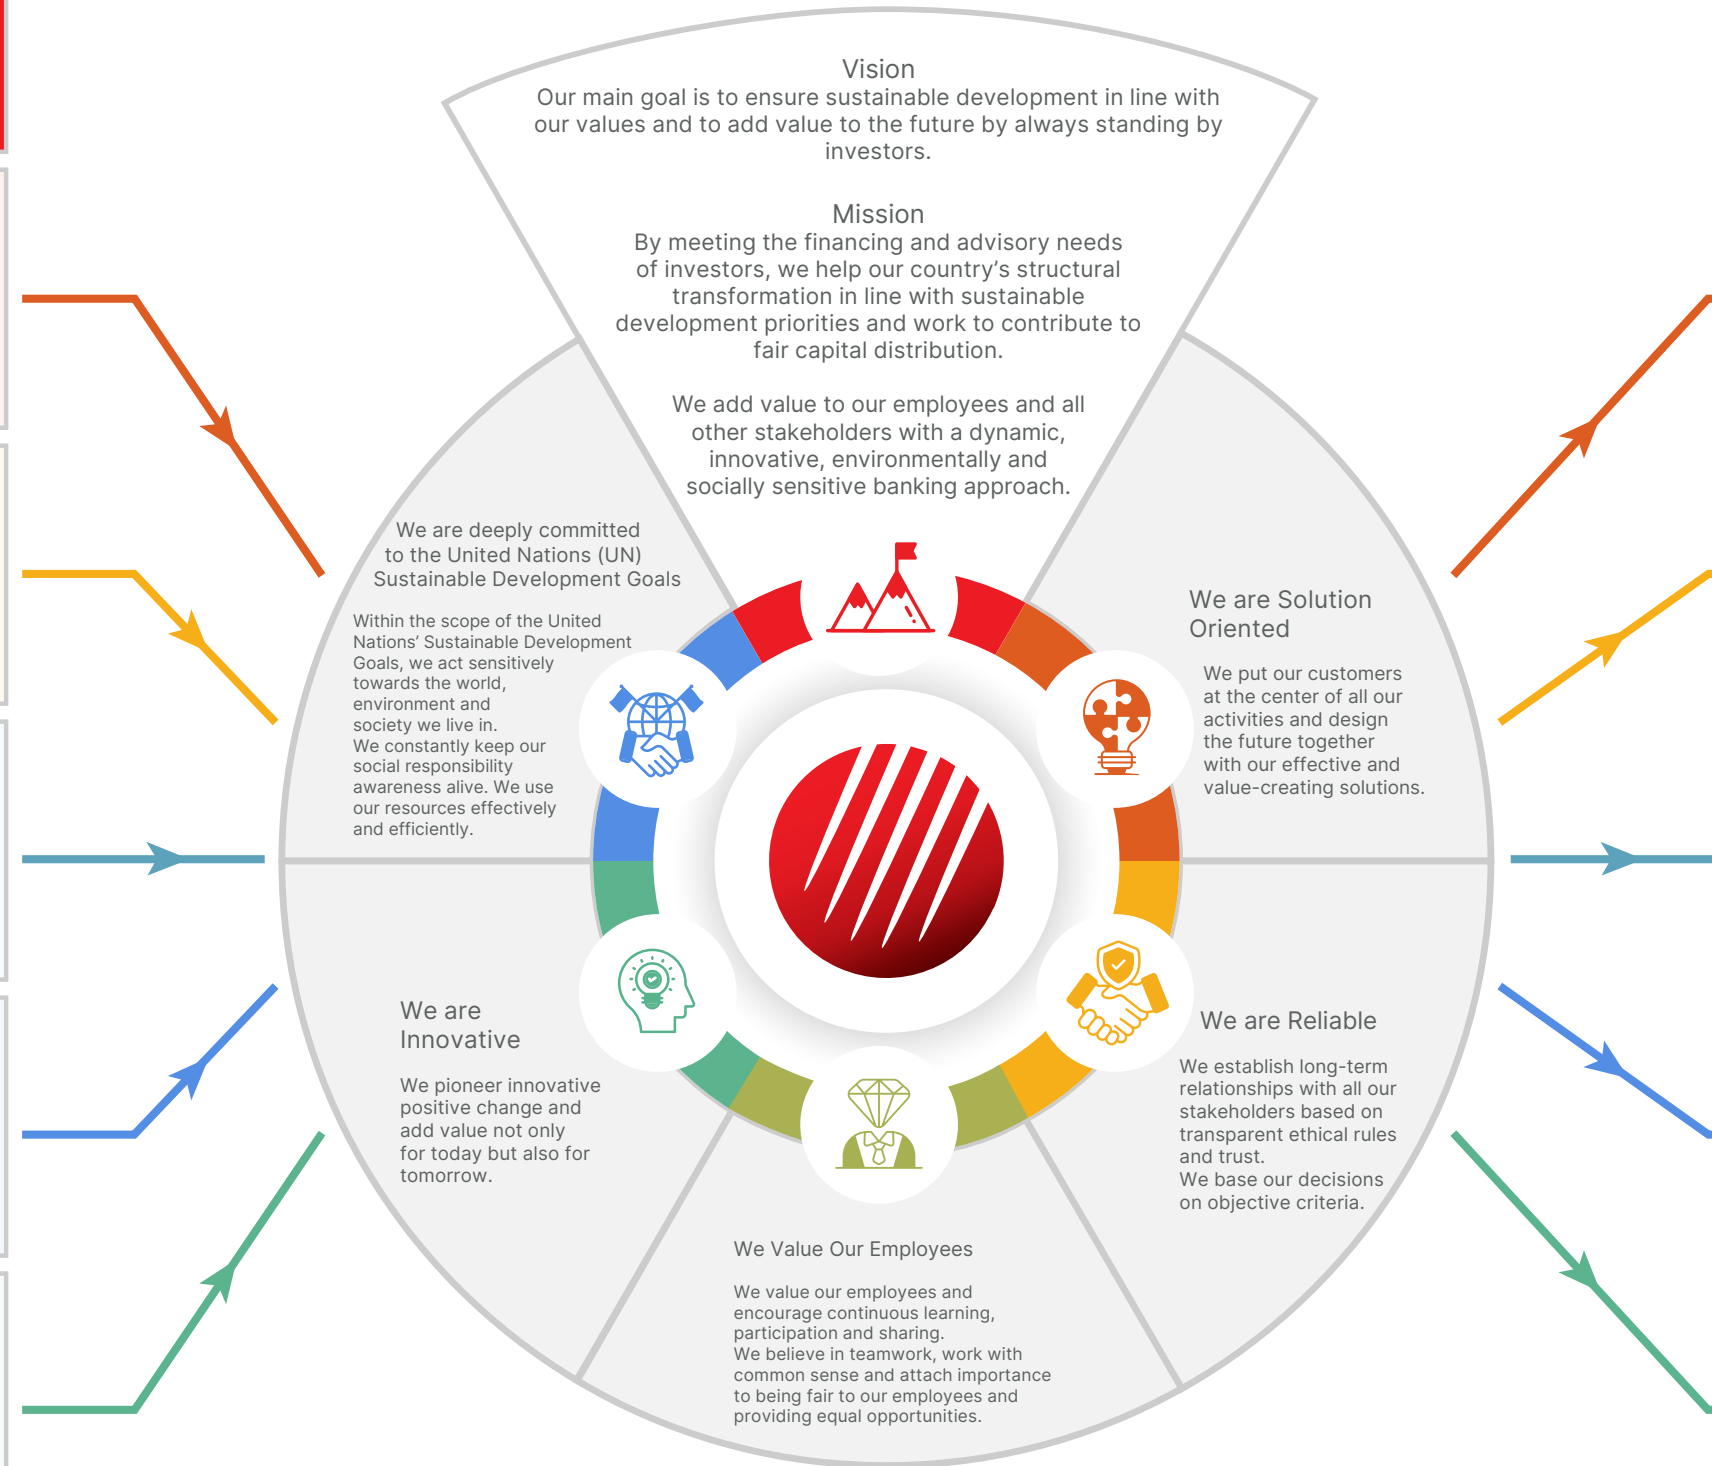 Vision
Our main goal is to ensure sustainable development in line with
our values and to add value to the future by always standing by
investors.
Mission
By meeting the financing and advisory needs
of investors, we help our country’s structural
transformation in line with sustainable
development priorities and work to contribute to
fair capital distribution.
We add value to our employees and all
other stakeholders with a dynamic,
innovative, environmentally and
socially sensitive banking approach.
We are deeply committed
to the United Nations (UN)
Sustainable Development Goals
Within the scope of the United
Nations’ Sustainable Development
Goals, we act sensitively
towards the world,
environment and
society we live in.
We constantly keep our
social responsibility
awareness alive. We use
our resources effectively
and efficiently.
We are Solution
Oriented
We put our customers
at the center of all our
activities and design
the future together
with our effective and
value-creating solutions.
We are
Innovative
We pioneer innovative
positive change and
add value not only
for today but also for
tomorrow.
We are Reliable
We establish long-term
relationships with all our
stakeholders based on
transparent ethical rules
and trust.
We base our decisions
on objective criteria.
We Value Our Employees
We value our employees and
encourage continuous learning,
participation and sharing.
We believe in teamwork, work with
common sense and attach importance
to being fair to our employees and
providing equal opportunities.